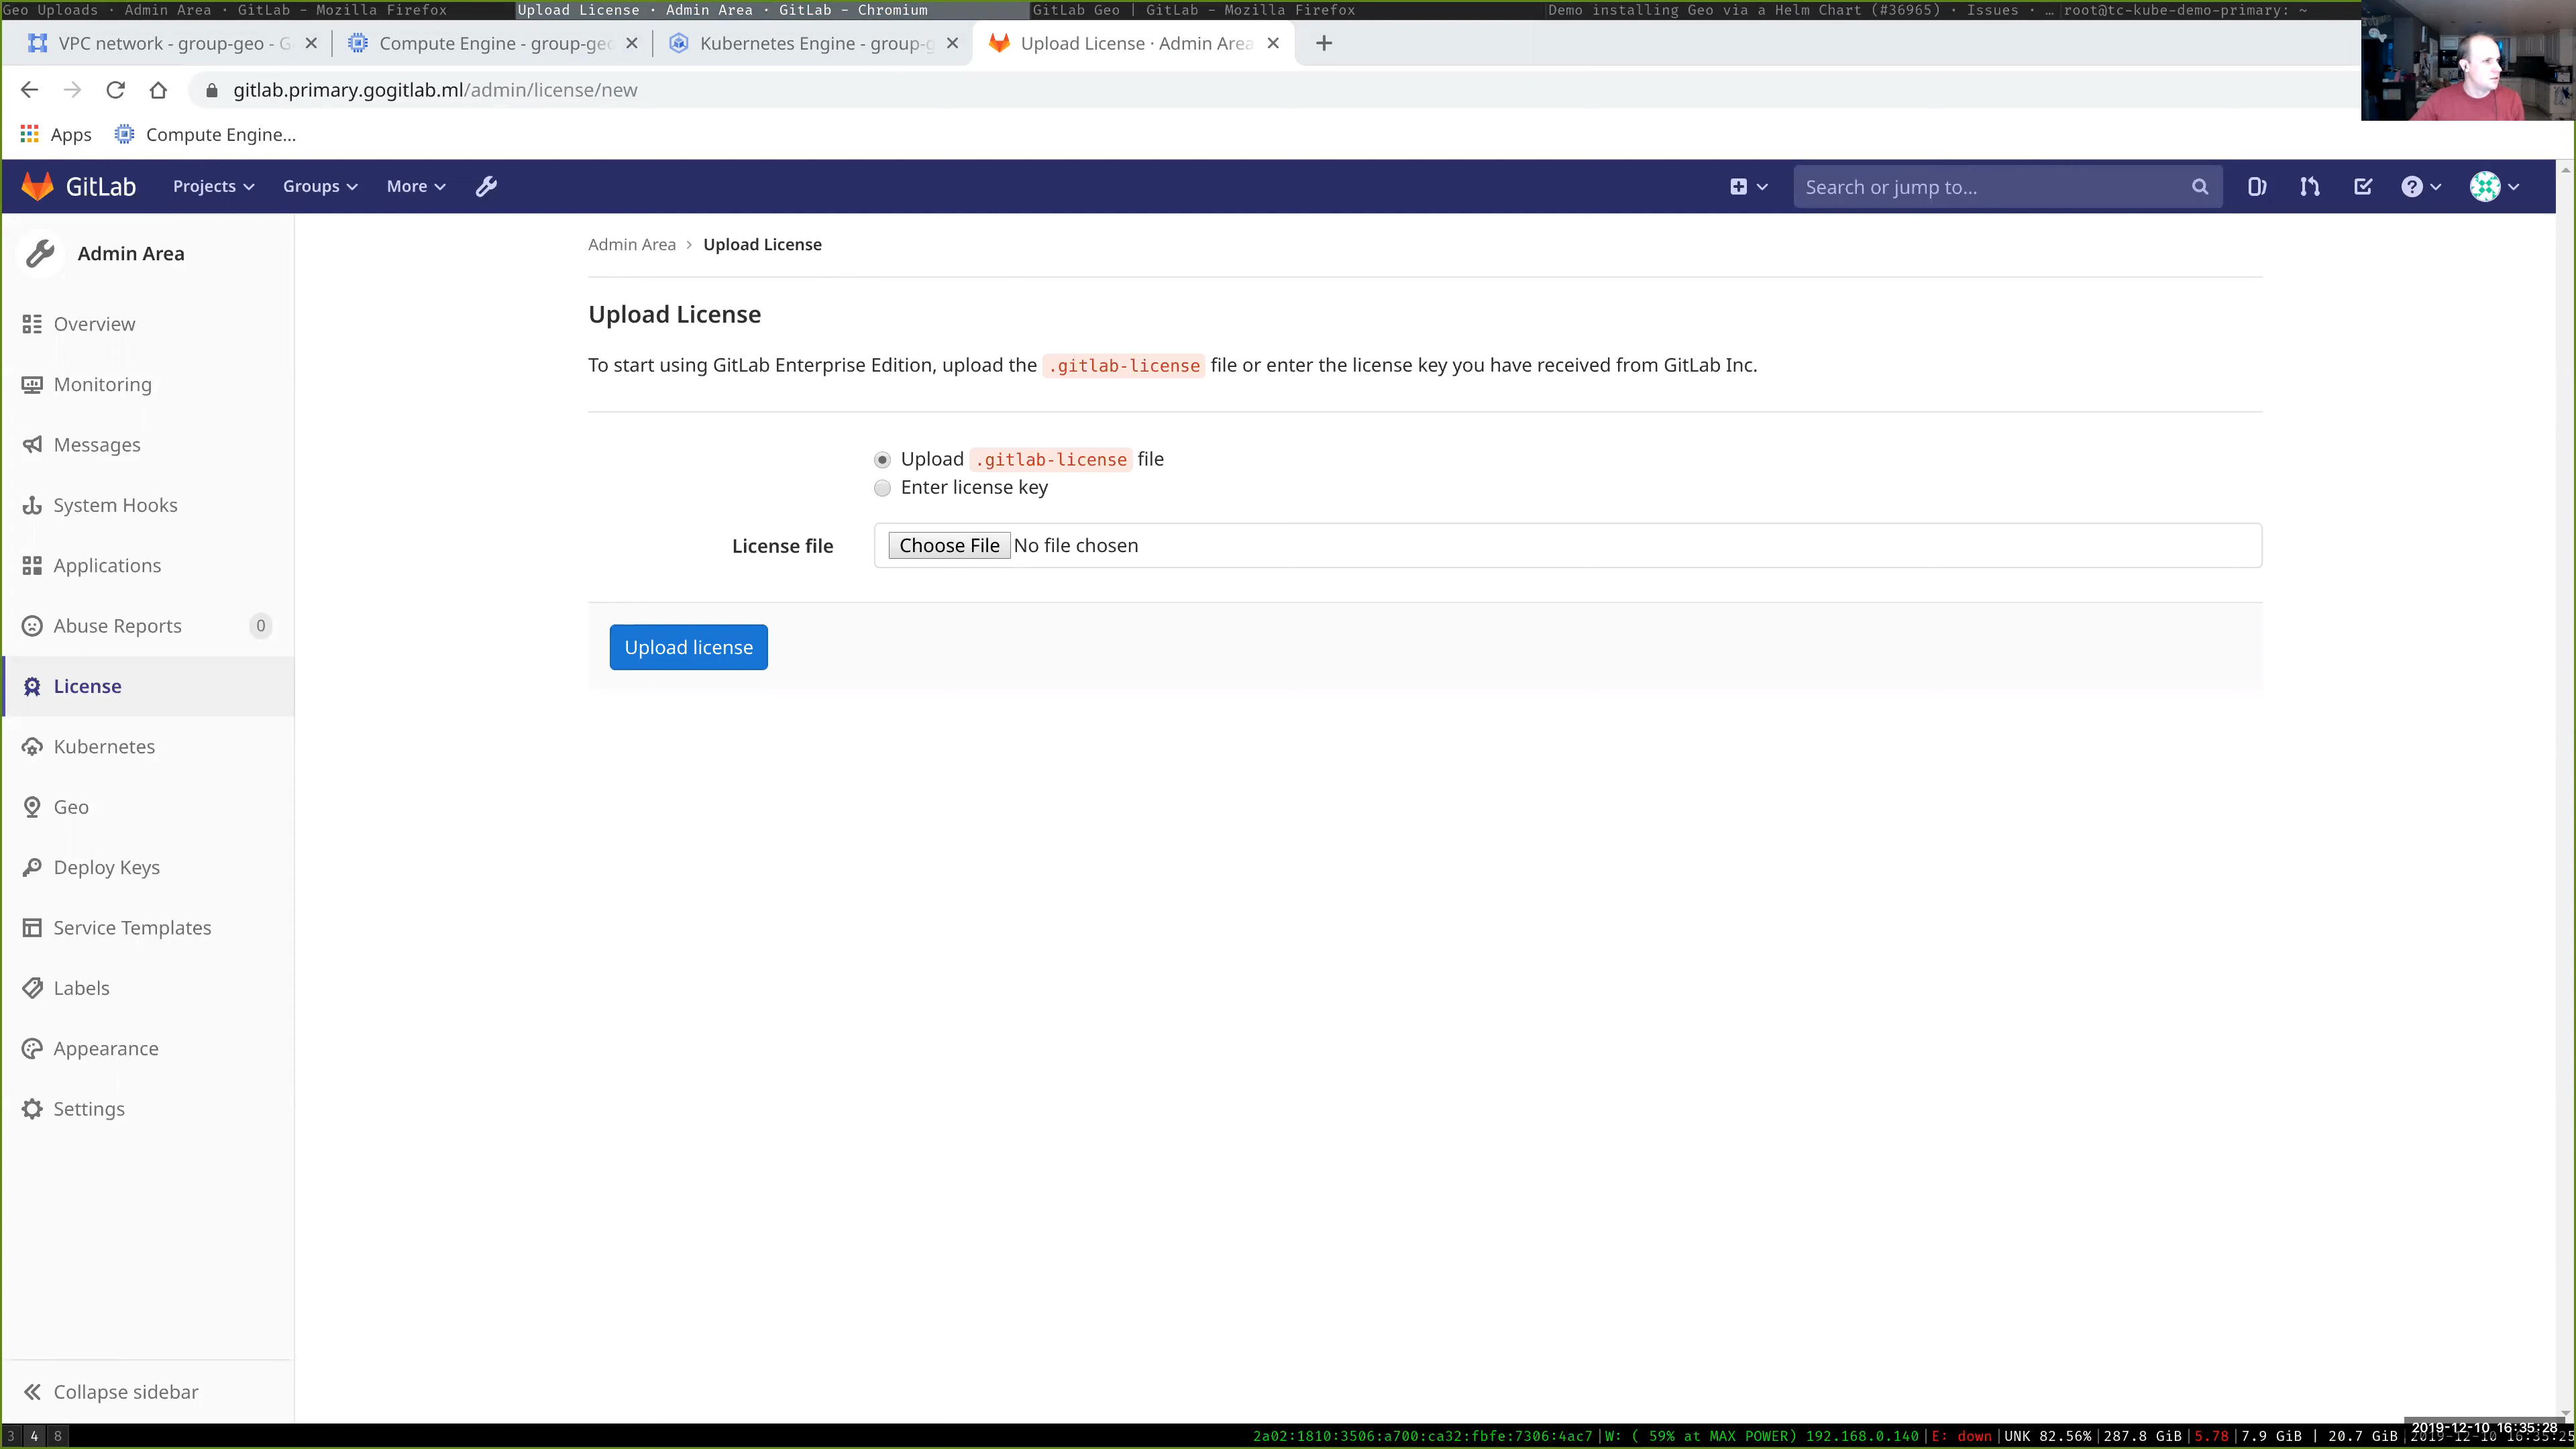 Geo Uploads · Admin Area · GitLab - Mozilla Firefox
Upload License · Admin Area · GitLab - Chromium
GitLab Geo | GitLab - Mozilla Firefox
Demo installing Geo via a Helm Chart (#36965) · Issues · …
root@tc-kube-demo-primary: ~
VPC network - group-geo - G
Compute Engine - group-geo
Kubernetes Engine - group-g
Upload License · Admin Area
gitlab.primary.gogitlab.ml/admin/license/new
Apps
Compute Engine...
GitLab
Projects
Groups
More
Search or jump to...
Admin Area
Overview
Monitoring
Messages
System Hooks
Applications
Abuse Reports 0
License
Kubernetes
Geo
Deploy Keys
Service Templates
Labels
Appearance
Settings
Collapse sidebar
Admin Area > Upload License
Upload License
To start using GitLab Enterprise Edition, upload the .gitlab-license file or enter the license key you have received from GitLab Inc.
Upload .gitlab-license file
Enter license key
License file
Choose File No file chosen
Upload license
3 4 8
2a02:1810:3506:a700:ca32:fbfe:7306:4ac7|W: ( 59% at MAX POWER) 192.168.0.140|E: down|UNK 82.56%|287.8 GiB|5.78|7.9 GiB | 20.7 GiB
2019-12-10 16:35:28